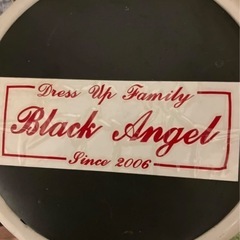 Dress Up Family
Black Angel
Since 2006